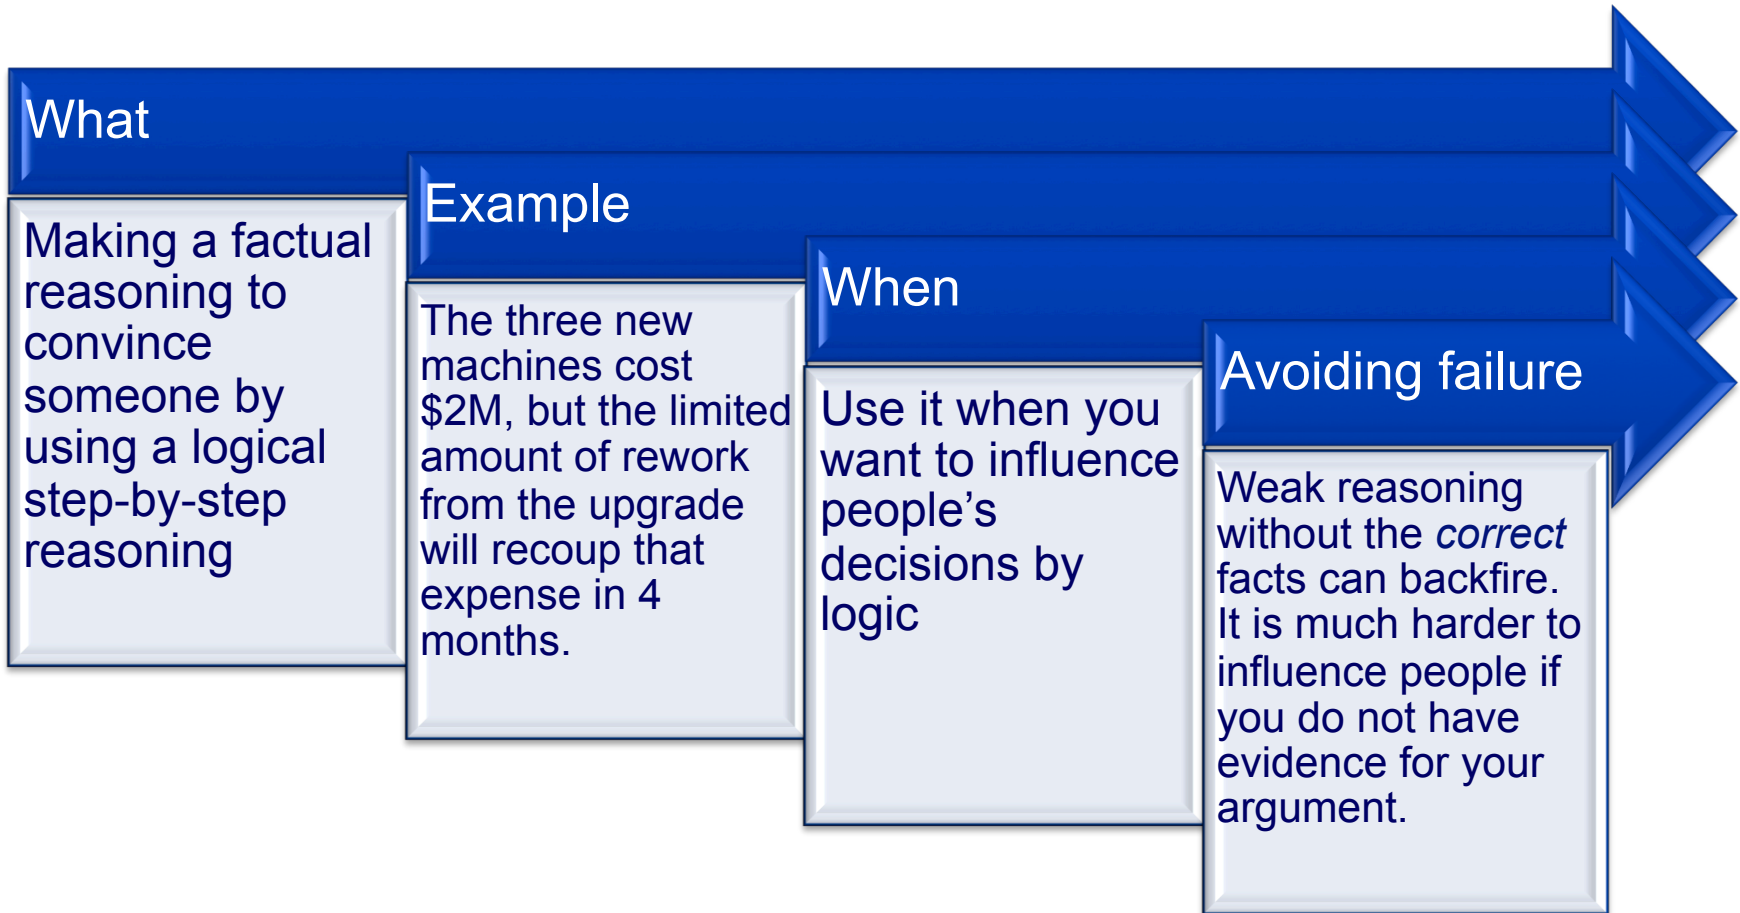 What
Making a factual
reasoning to
convince
someone by
using a logical
step-by-step
reasoning
Example
The three new
machines cost
$2M, but the limited
amount of rework
from the upgrade
will recoup that
expense in 4
months.
When
Use it when you
want to influence
people’s
decisions by
logic
Avoiding failure
Weak reasoning
without the correct
facts can backfire.
It is much harder to
influence people if
you do not have
evidence for your
argument.